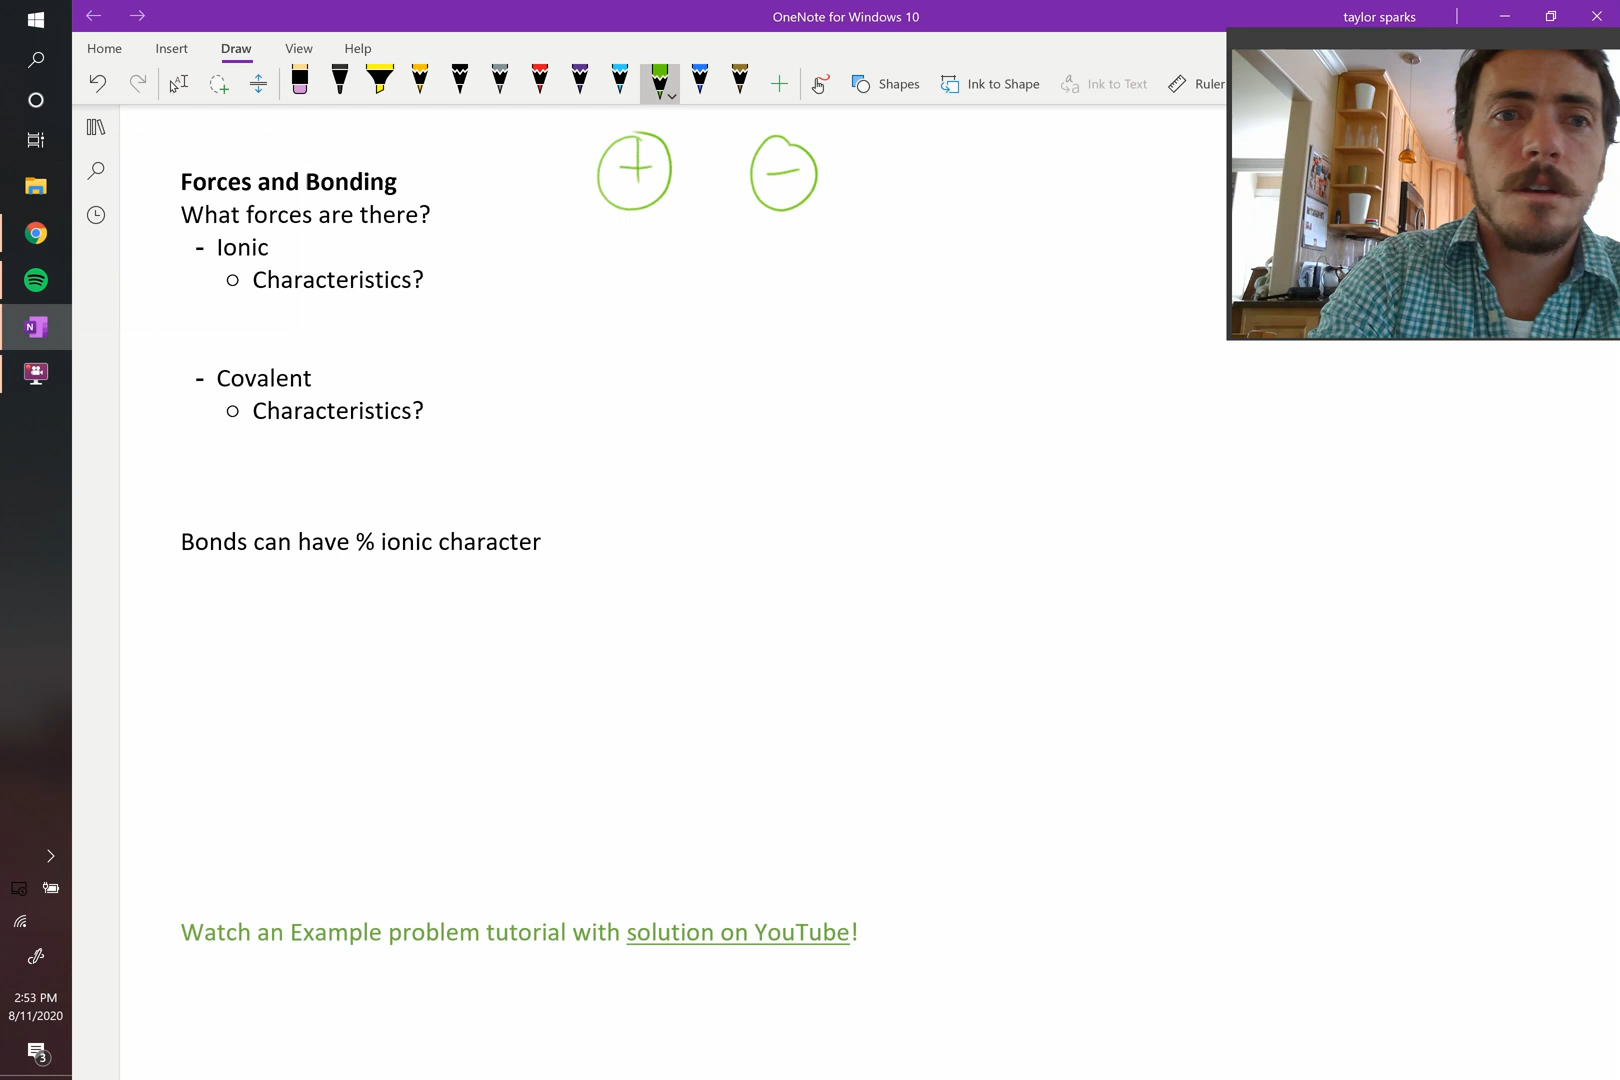 OneNote for Windows 10
taylor sparks
Home Insert Draw View Help
Shapes Ink to Shape Ink to Text Ruler
+ −
Forces and Bonding
What forces are there?
- Ionic
○ Characteristics?
- Covalent
○ Characteristics?
Bonds can have % ionic character
Watch an Example problem tutorial with solution on YouTube!
2:53 PM
8/11/2020
3